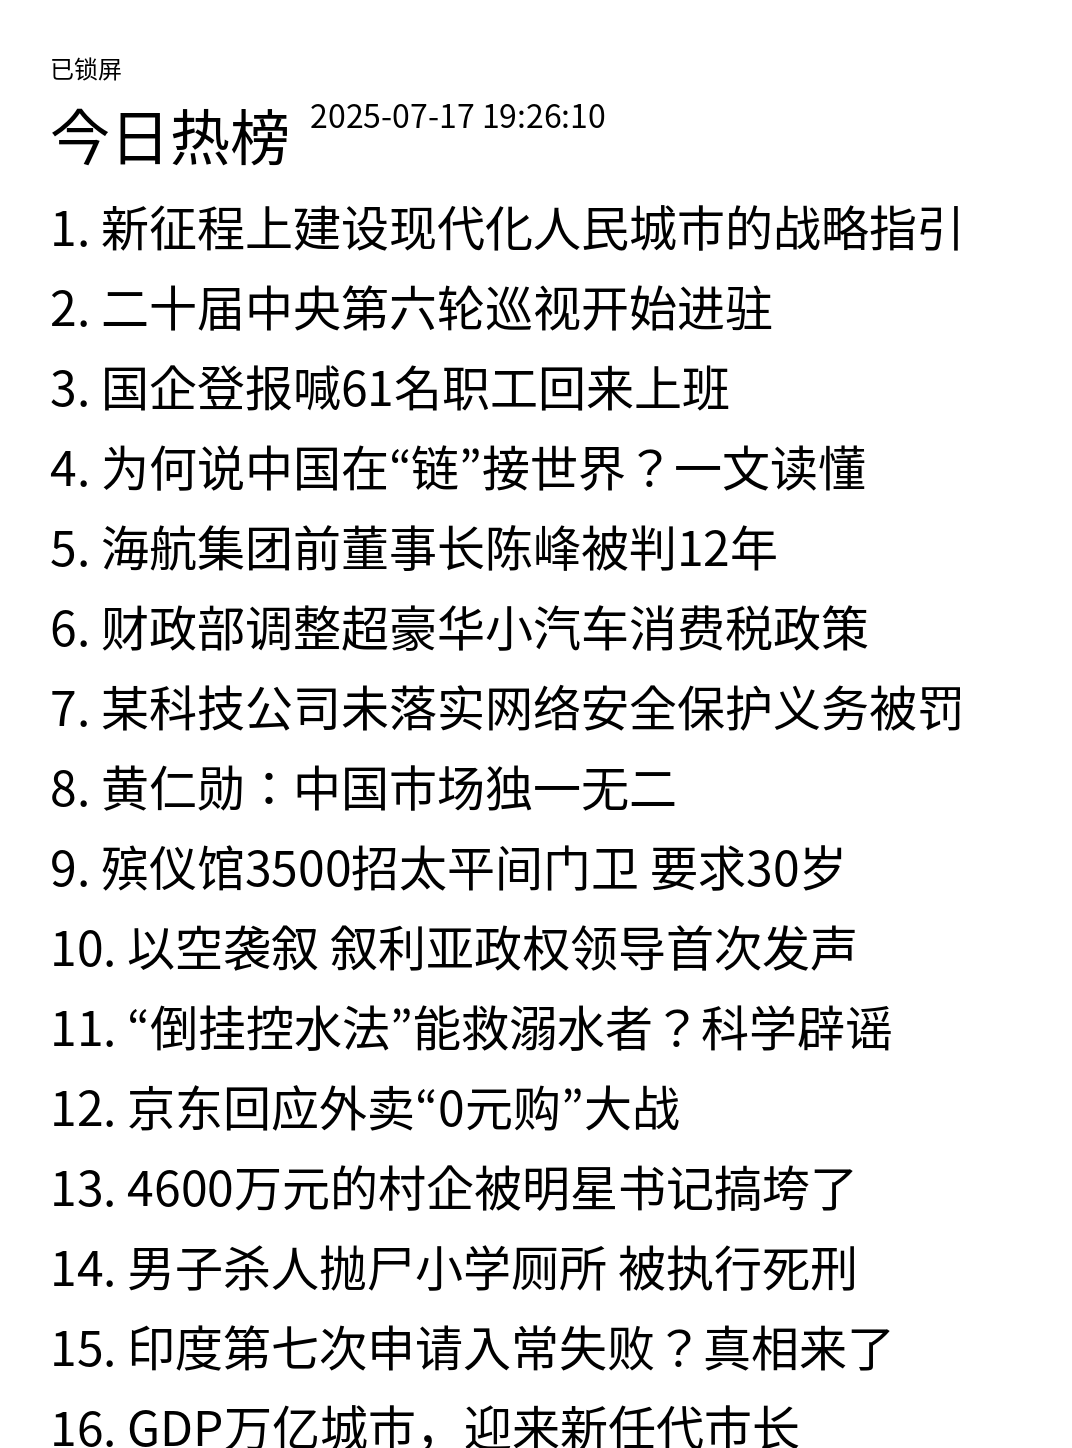 已锁屏
今日热榜 2025-07-17 19:26:10
1. 新征程上建设现代化人民城市的战略指引
2. 二十届中央第六轮巡视开始进驻
3. 国企登报喊61名职工回来上班
4. 为何说中国在“链”接世界？一文读懂
5. 海航集团前董事长陈峰被判12年
6. 财政部调整超豪华小汽车消费税政策
7. 某科技公司未落实网络安全保护义务被罚
8. 黄仁勋：中国市场独一无二
9. 殡仪馆3500招太平间门卫 要求30岁
10. 以空袭叙 叙利亚政权领导首次发声
11. “倒挂控水法”能救溺水者？科学辟谣
12. 京东回应外卖“0元购”大战
13. 4600万元的村企被明星书记搞垮了
14. 男子杀人抛尸小学厕所 被执行死刑
15. 印度第七次申请入常失败？真相来了
16. GDP万亿城市，迎来新任代市长